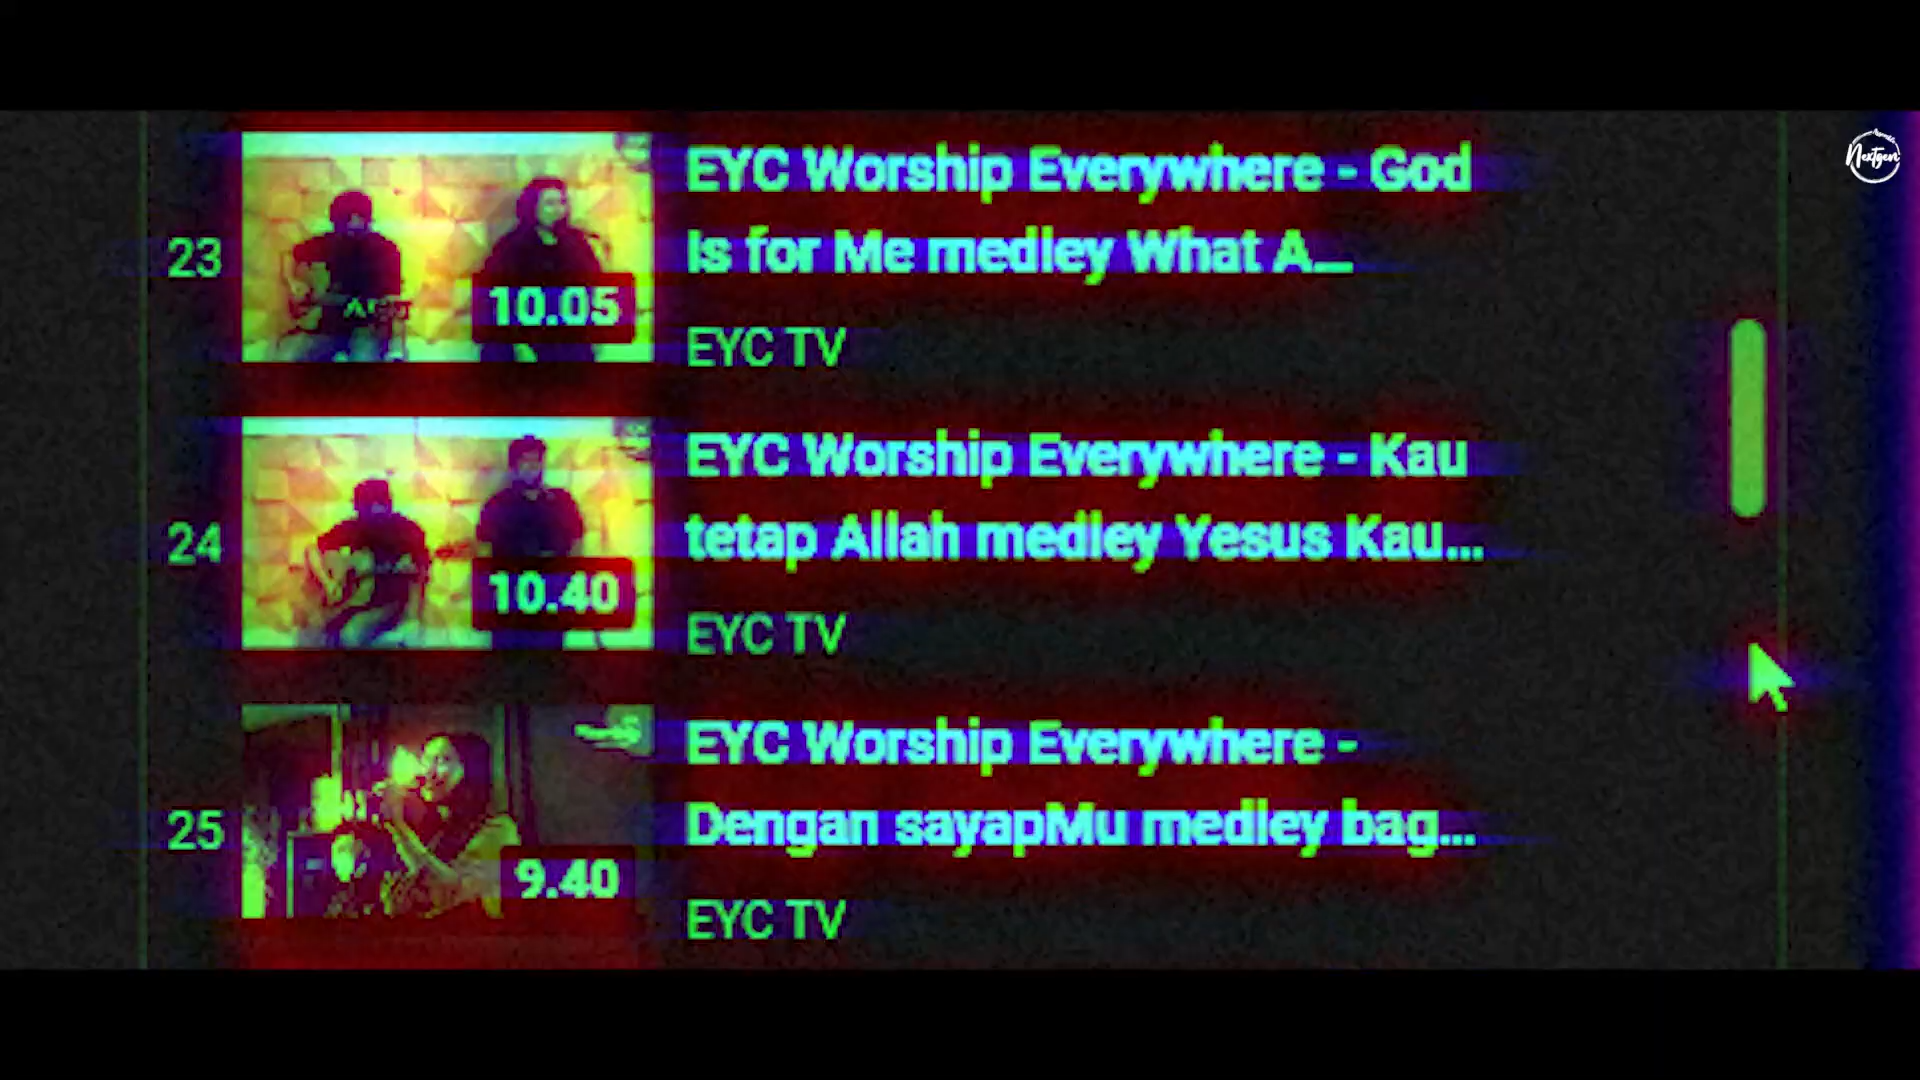 Nextgen
23
10.05
EYC Worship Everywhere - God
Is for Me medley What A...
EYC TV
24
10.40
EYC Worship Everywhere - Kau
tetap Allah medley Yesus Kau...
EYC TV
25
9.40
EYC Worship Everywhere -
Dengan sayapMu medley bag...
EYC TV